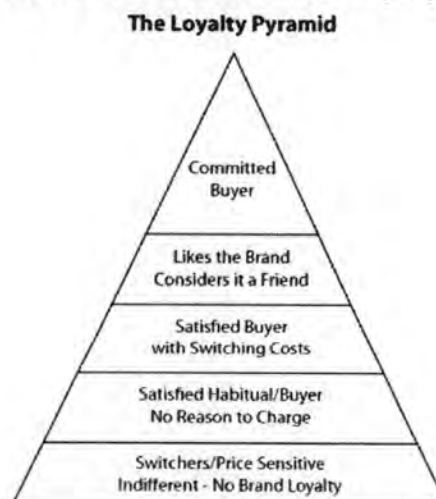 The Loyalty Pyramid
Committed
Buyer
Likes the Brand
Considers it a Friend
Satisfied Buyer
with Switching Costs
Satisfied Habitual/Buyer
No Reason to Charge
Switchers/Price Sensitive
Indifferent - No Brand Loyalty